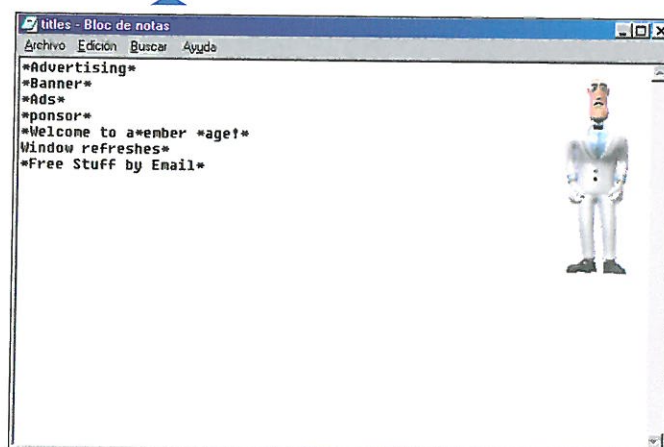 titles - Bloc de notas
Archivo Edición Buscar Ayuda
*Advertising*
*Banner*
*Ads*
*ponsor*
*Welcome to a*ember *age!*
Window refreshes*
*Free Stuff by Email*